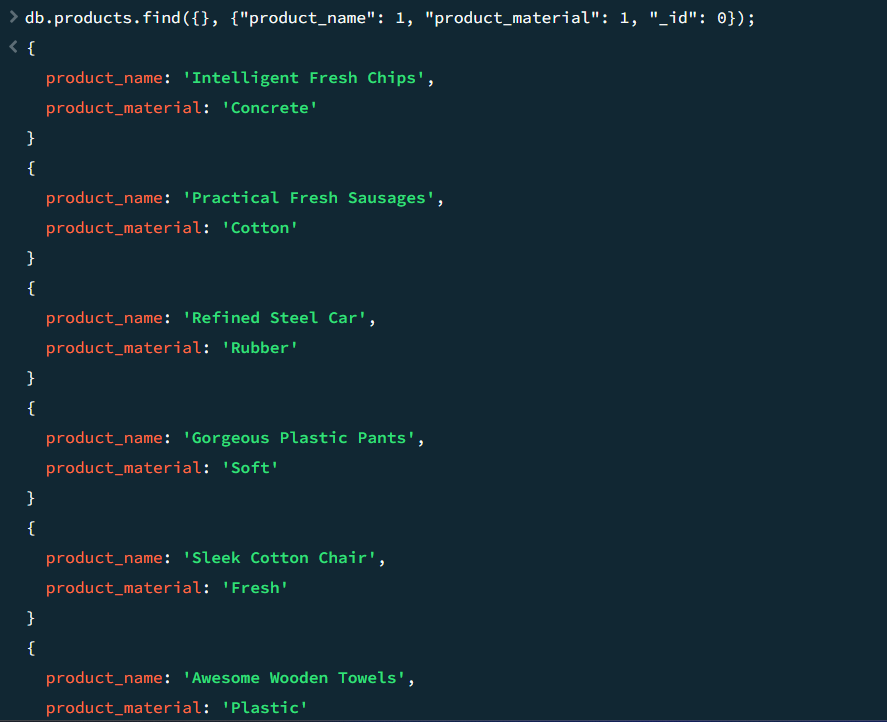 > db.products.find({}, {"product_name": 1, "product_material": 1, "_id": 0});
< {
product_name: 'Intelligent Fresh Chips',
product_material: 'Concrete'
}
{
product_name: 'Practical Fresh Sausages',
product_material: 'Cotton'
}
{
product_name: 'Refined Steel Car',
product_material: 'Rubber'
}
{
product_name: 'Gorgeous Plastic Pants',
product_material: 'Soft'
}
{
product_name: 'Sleek Cotton Chair',
product_material: 'Fresh'
}
{
product_name: 'Awesome Wooden Towels',
product_material: 'Plastic'